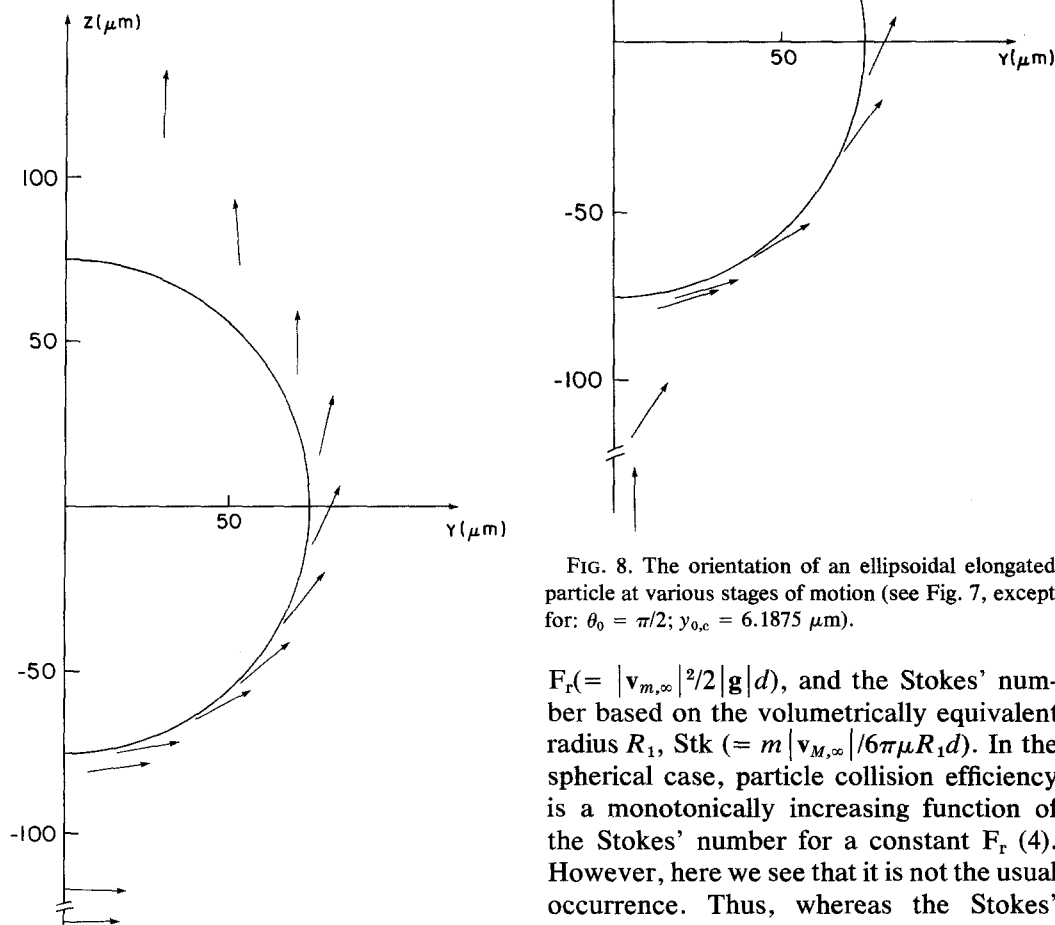 Z(μm)
100
50
50
Y(μm)
-50
-100
50
Y(μm)
-50
-100
FIG. 8. The orientation of an ellipsoidal elongated
particle at various stages of motion (see Fig. 7, except
for: θ₀ = π/2; y₀,c = 6.1875 μm).
Fᵣ(= |vₘ,∞|²/2|g|d), and the Stokes' num-
ber based on the volumetrically equivalent
radius R₁, Stk (= m|v_M,∞|/6πμR₁d). In the
spherical case, particle collision efficiency
is a monotonically increasing function of
the Stokes' number for a constant Fᵣ (4).
However, here we see that it is not the usual
occurrence. Thus, whereas the Stokes'